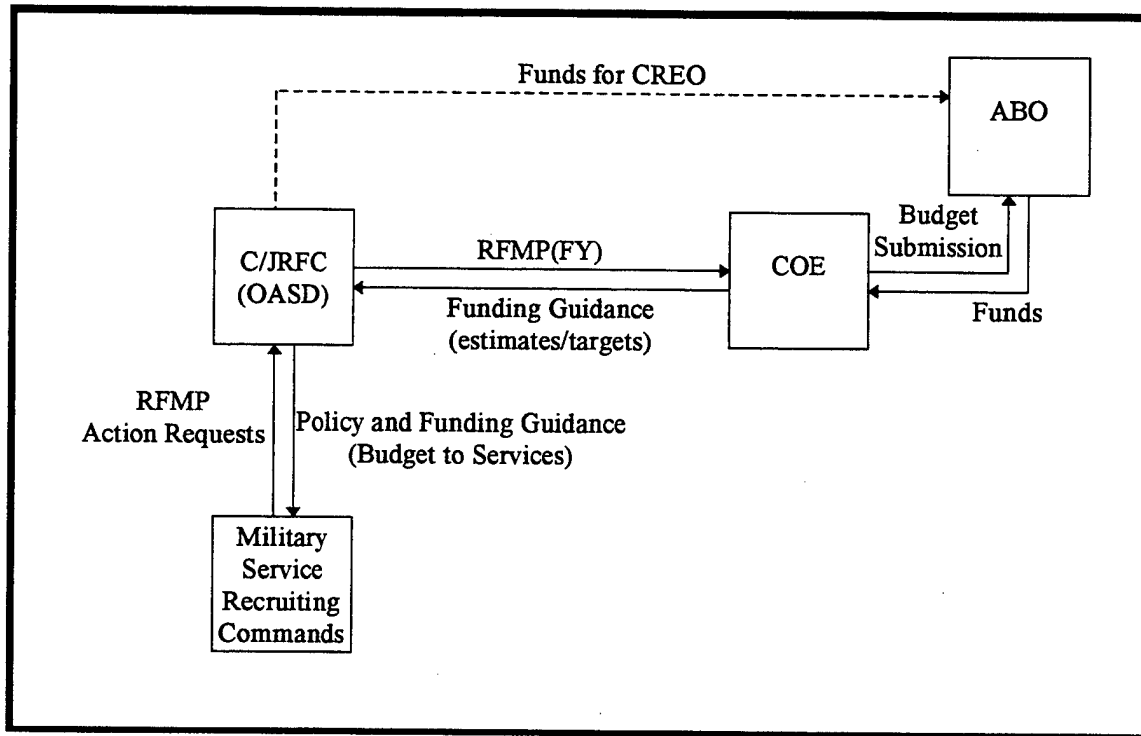 Funds for CREO
ABO
Budget
Submission
C/JRFC
(OASD)
RFMP(FY)
COE
Funding Guidance
(estimates/targets)
Funds
RFMP
Action Requests
Policy and Funding Guidance
(Budget to Services)
Military
Service
Recruiting
Commands